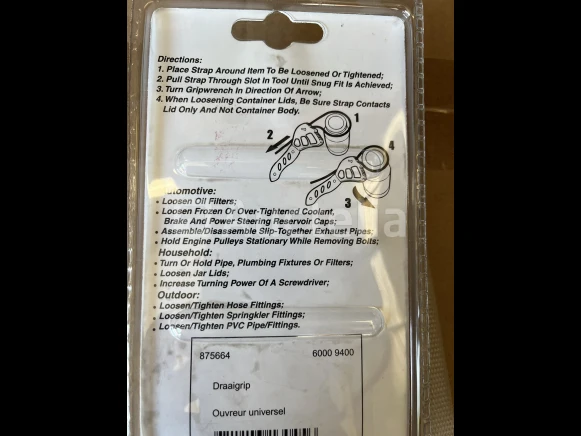 Directions:
1. Place Strap Around Item To Be Loosened Or Tightened;
2. Pull Strap Through Slot In Tool Until Snug Fit Is Achieved;
3. Turn Gripwrench In Direction Of Arrow;
4. When Loosening Container Lids, Be Sure Strap Contacts
Lid Only And Not Container Body.
1
2
4
3
Automotive:
• Loosen Oil Filters;
• Loosen Frozen Or Over-Tightened Coolant,
Brake And Power Steering Reservoir Caps;
• Assemble/Disassemble Slip-Together Exhaust Pipes;
• Hold Engine Pulleys Stationary While Removing Bolts;
Household:
• Turn Or Hold Pipe, Plumbing Fixtures Or Filters;
• Loosen Jar Lids;
• Increase Turning Power Of A Screwdriver;
Outdoor:
• Loosen/Tighten Hose Fittings;
• Loosen/Tighten Springkler Fittings;
• Loosen/Tighten PVC Pipe/Fittings.
875664 6000 9400
Draaigrip
Ouvreur universel